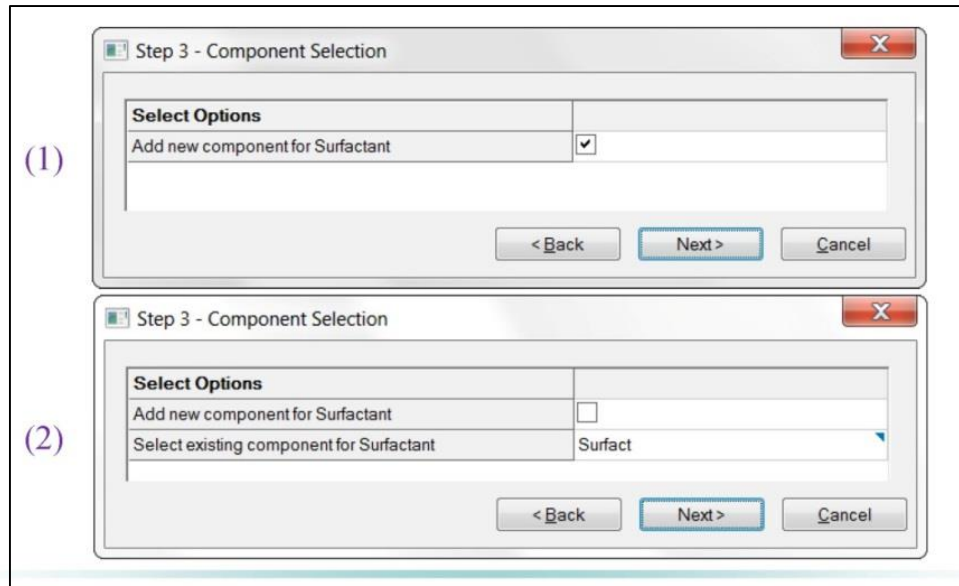 Step 3 - Component Selection
X
Select Options
Add new component for Surfactant
(1)
< Back Next > Cancel
Step 3 - Component Selection
X
Select Options
Add new component for Surfactant
(2)
Select existing component for Surfactant Surfact
< Back Next > Cancel